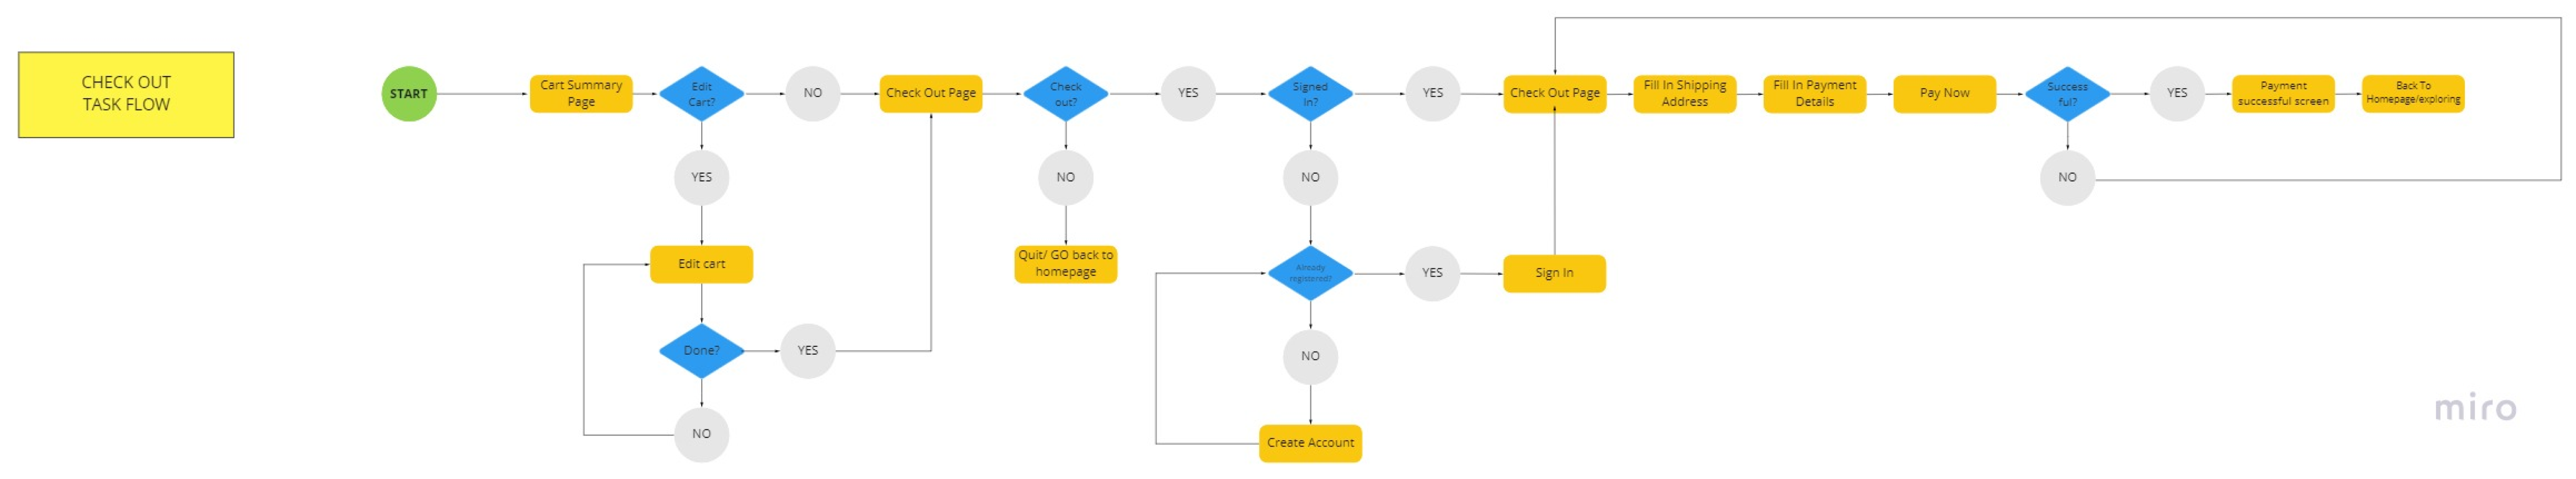 CHECK OUT
TASK FLOW
START
Cart Summary
Page
Edit
Cart?
NO
Check Out Page
Check
out?
YES
Signed
In?
YES
Check Out Page
Fill In Shipping
Address
Fill In Payment
Details
Pay Now
Success
ful?
YES
Payment
successful screen
Back To
Homepage/exploring
YES
NO
NO
NO
Edit cart
Quit/ GO back to
homepage
Already
registered?
YES
Sign In
Done?
YES
NO
NO
Create Account
miro